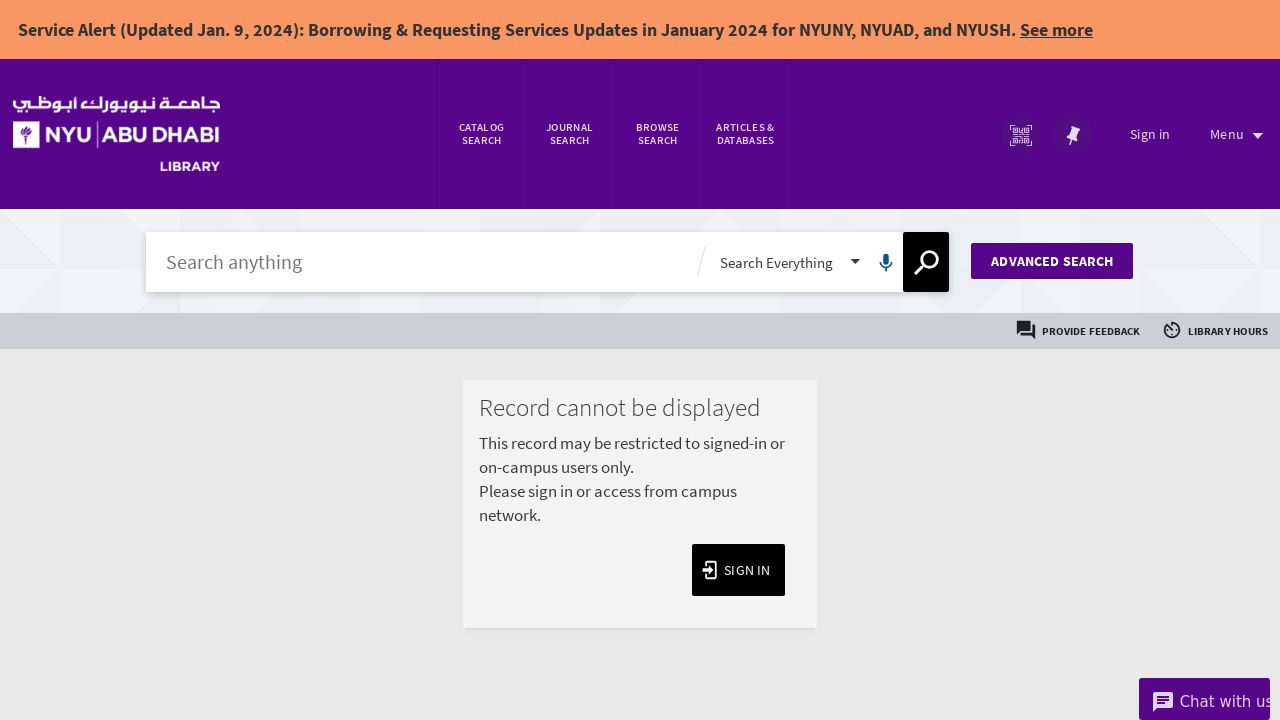 Service Alert (Updated Jan. 9, 2024): Borrowing & Requesting Services Updates in January 2024 for NYUNY, NYUAD, and NYUSH. See more
جامعة نيويورك أبوظبي
NYU | ABU DHABI
LIBRARY
CATALOG
SEARCH
JOURNAL
SEARCH
BROWSE
SEARCH
ARTICLES &
DATABASES
Sign in
Menu
Search anything
Search Everything
ADVANCED SEARCH
PROVIDE FEEDBACK
LIBRARY HOURS
Record cannot be displayed
This record may be restricted to signed-in or
on-campus users only.
Please sign in or access from campus
network.
SIGN IN
Chat with us